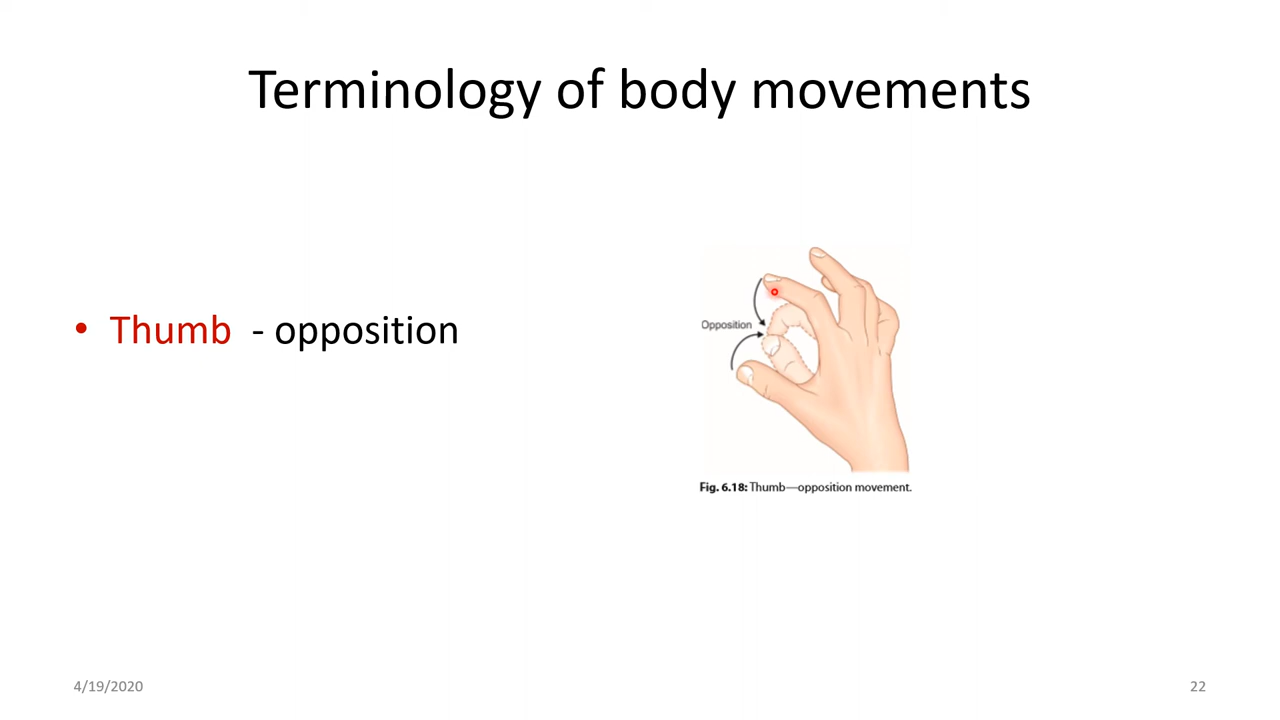 Terminology of body movements
• Thumb - opposition
Opposition
Fig. 6.18: Thumb—opposition movement.
4/19/2020
22